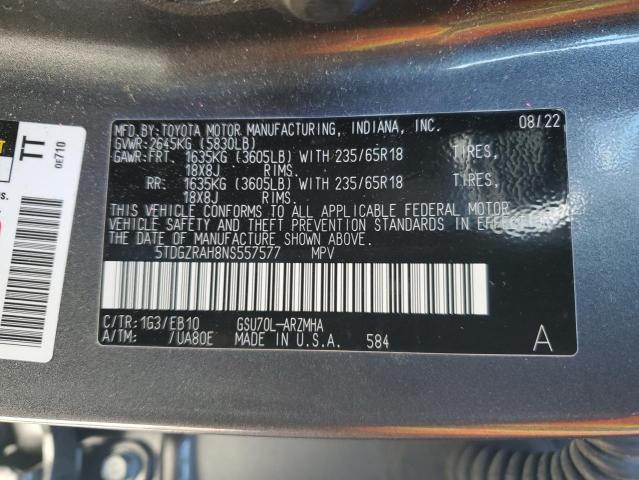 MFD.BY:TOYOTA MOTOR MANUFACTURING, INDIANA, INC. 08/22
GVWR:2645KG (5830LB)
GAWR:FRT. 1635KG (3605LB) WITH 235/65R18 TIRES,
18X8J RIMS.
RR: 1635KG (3605LB) WITH 235/65R18 TIRES,
18X8J RIMS.
THIS VEHICLE CONFORMS TO ALL APPLICABLE FEDERAL MOTOR
VEHICLE SAFETY AND THEFT PREVENTION STANDARDS IN EFFECT ON
THE DATE OF MANUFACTURE SHOWN ABOVE.
5TDGZRAH8NS557577 MPV
C/TR:1G3/EB10 GSU70L-ARZMHA
A/TM: /UA80E MADE IN U.S.A. 584 A
TT
0E710